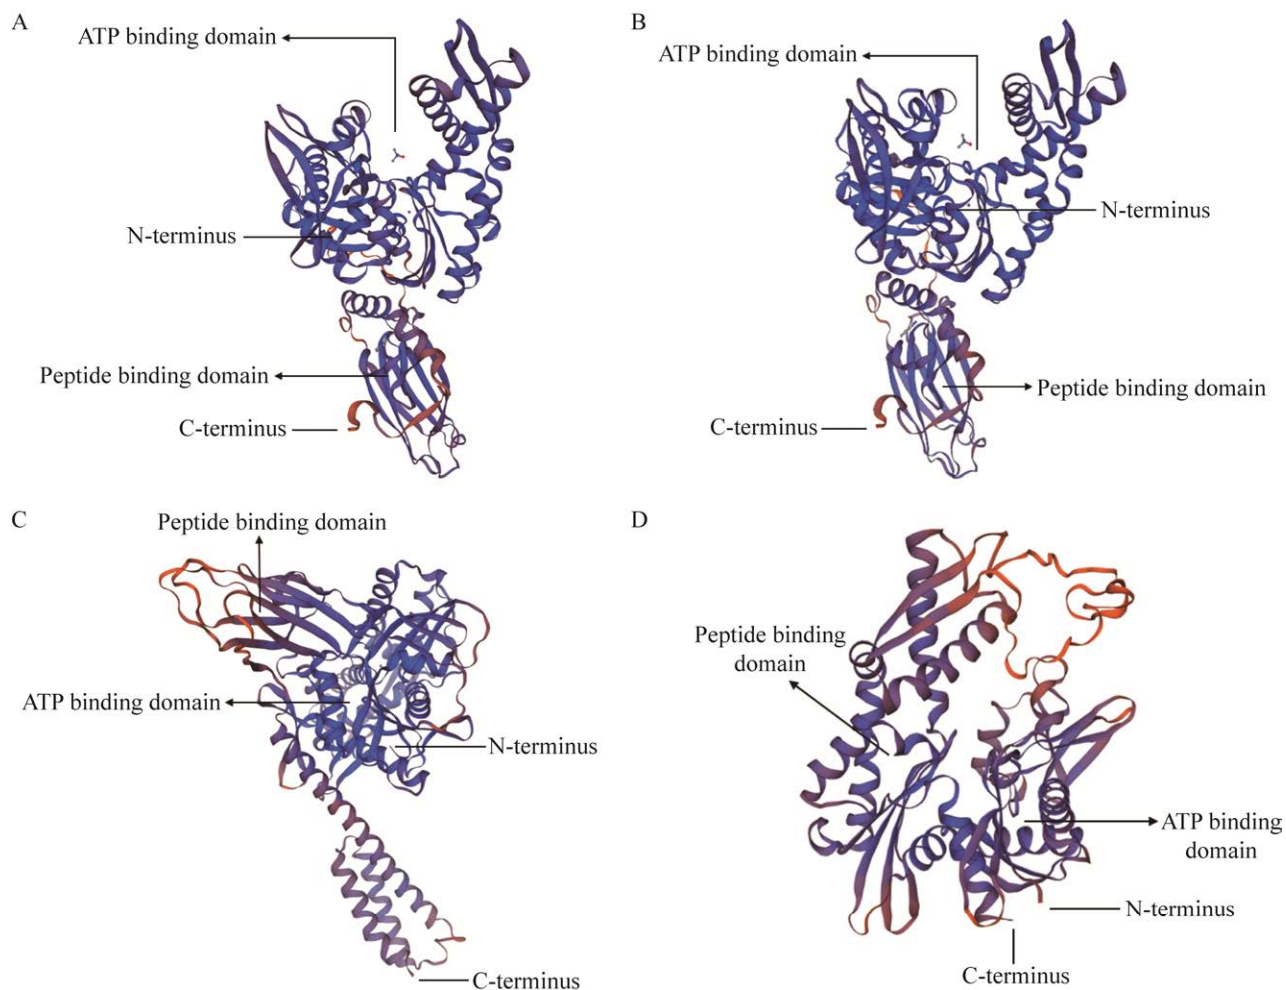 A
ATP binding domain
N-terminus
Peptide binding domain
C-terminus
B
ATP binding domain
N-terminus
Peptide binding domain
C-terminus
C
Peptide binding domain
ATP binding domain
N-terminus
C-terminus
D
Peptide binding
domain
ATP binding
domain
N-terminus
C-terminus